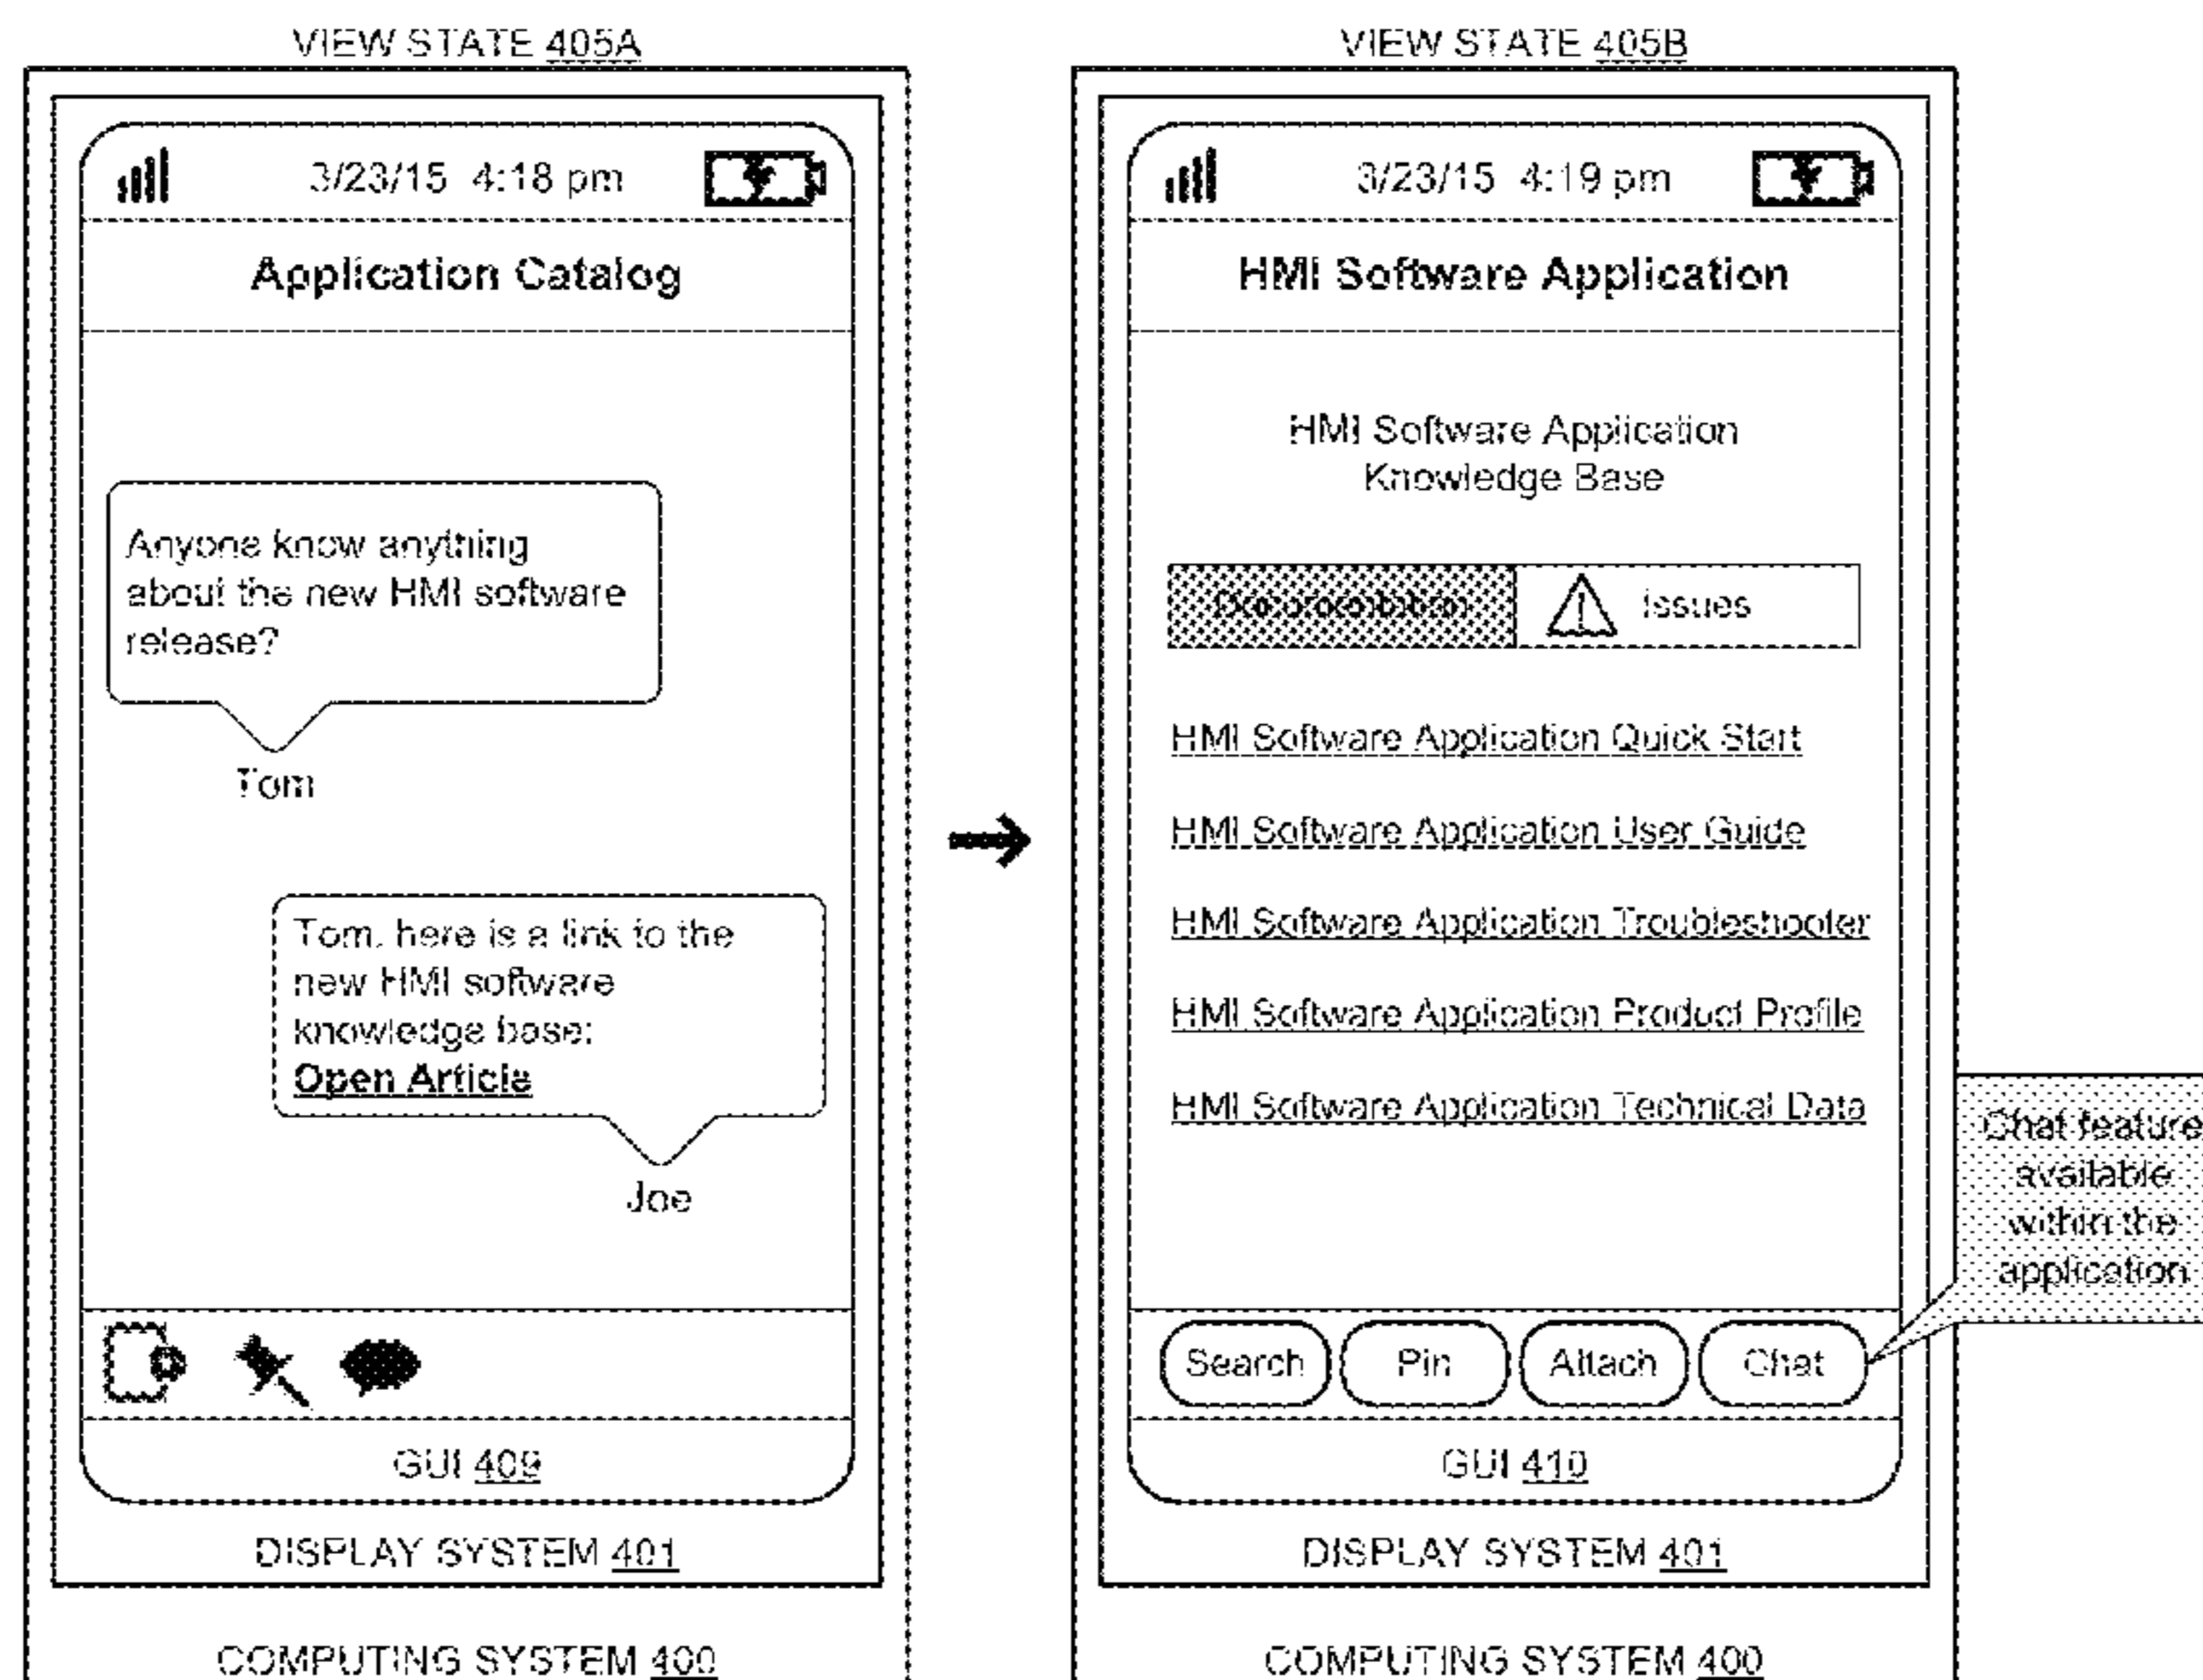 VIEW STATE 405A
3/23/15 4:18 pm
Application Catalog
Anyone know anything
about the new HMI software
release?
Tom
Tom, here is a link to the
new HMI software
knowledge base:
Open Article
Joe
GUI 409
DISPLAY SYSTEM 401
COMPUTING SYSTEM 400
VIEW STATE 405B
3/23/15 4:19 pm
HMI Software Application
HMI Software Application
Knowledge Base
Issues
HMI Software Application Quick Start
HMI Software Application User Guide
HMI Software Application Troubleshooter
HMI Software Application Product Profile
HMI Software Application Technical Data
Search Pin Attach Chat
GUI 410
DISPLAY SYSTEM 401
COMPUTING SYSTEM 400
Chat feature
available
within the
application